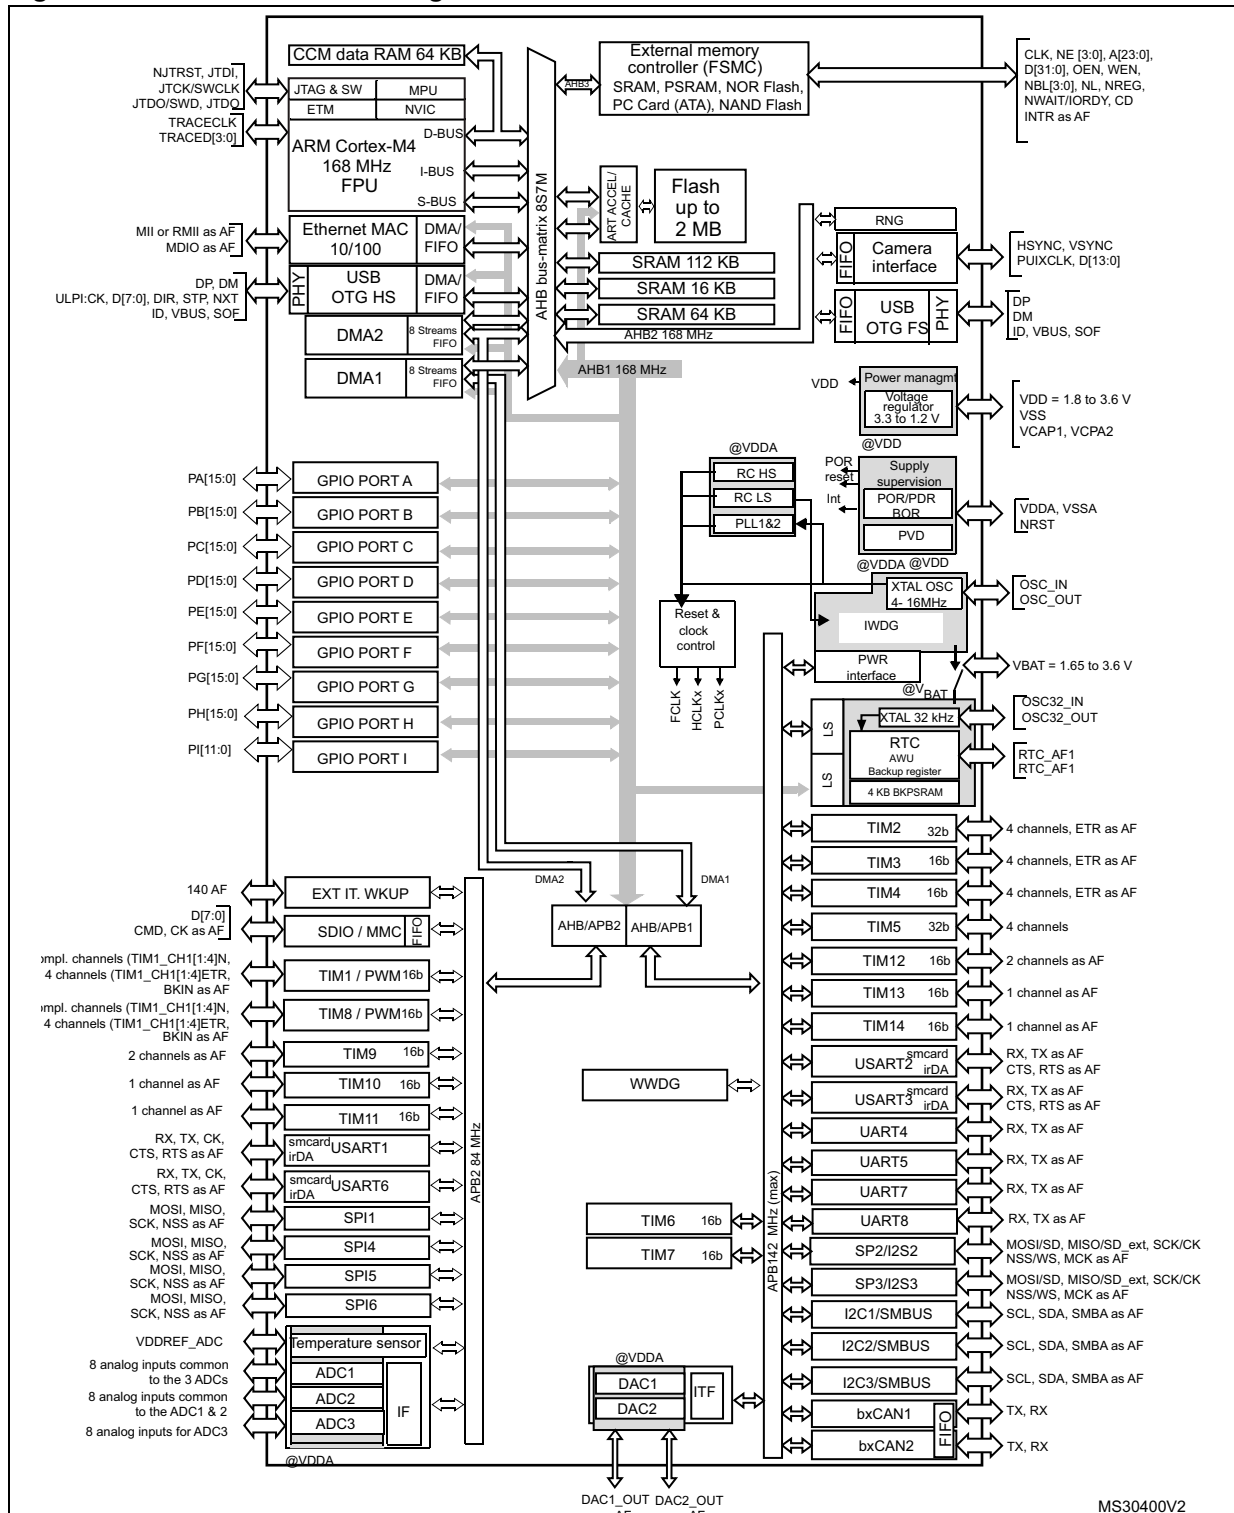 CCM data RAM 64 KB
External memory
controller (FSMC)
SRAM, PSRAM, NOR Flash,
PC Card (ATA), NAND Flash
CLK, NE [3:0], A[23:0],
D[31:0], OEN, WEN,
NBL[3:0], NL, NREG,
NWAIT/IORDY, CD
INTR as AF
NJTRST, JTDI,
JTCK/SWCLK
JTDO/SWD, JTDO
JTAG & SW
MPU
ETM
NVIC
TRACECLK
TRACED[3:0]
ARM Cortex-M4
168 MHz
FPU
D-BUS
I-BUS
S-BUS
AHB3
AHB bus-matrix 8S7M
ART ACCEL/
CACHE
Flash
up to
2 MB
MII or RMII as AF
MDIO as AF
Ethernet MAC
10/100
DMA/
FIFO
RNG
FIFO
Camera
interface
HSYNC, VSYNC
PUIXCLK, D[13:0]
SRAM 112 KB
SRAM 16 KB
SRAM 64 KB
DP, DM
ULPI:CK, D[7:0], DIR, STP, NXT
ID, VBUS, SOF
PHY
USB
OTG HS
DMA/
FIFO
FIFO
USB
OTG FS
PHY
DP
DM
ID, VBUS, SOF
DMA2
8 Streams
FIFO
AHB2 168 MHz
DMA1
8 Streams
FIFO
AHB1 168 MHz
VDD
Power managmt
Voltage
regulator
3.3 to 1.2 V
VDD = 1.8 to 3.6 V
VSS
VCAP1, VCPA2
@VDD
@VDDA
RC HS
RC LS
PLL1&2
POR
reset
Int
Supply
supervision
POR/PDR
BOR
PVD
VDDA, VSSA
NRST
@VDDA @VDD
XTAL OSC
4- 16MHz
OSC_IN
OSC_OUT
IWDG
PWR
interface
VBAT = 1.65 to 3.6 V
@VBAT
Reset &
clock
control
FCLK
HCLKx
PCLKx
PA[15:0]
GPIO PORT A
PB[15:0]
GPIO PORT B
PC[15:0]
GPIO PORT C
PD[15:0]
GPIO PORT D
PE[15:0]
GPIO PORT E
PF[15:0]
GPIO PORT F
PG[15:0]
GPIO PORT G
PH[15:0]
GPIO PORT H
PI[11:0]
GPIO PORT I
LS
LS
XTAL 32 kHz
RTC
AWU
Backup register
4 KB BKPSRAM
OSC32_IN
OSC32_OUT
RTC_AF1
RTC_AF1
DMA2
DMA1
AHB/APB2
AHB/APB1
140 AF
EXT IT. WKUP
D[7:0]
CMD, CK as AF
SDIO / MMC
FIFO
ompl. channels (TIM1_CH1[1:4]N,
4 channels (TIM1_CH1[1:4]ETR,
BKIN as AF
TIM1 / PWM
16b
ompl. channels (TIM1_CH1[1:4]N,
4 channels (TIM1_CH1[1:4]ETR,
BKIN as AF
TIM8 / PWM
16b
2 channels as AF
TIM9
16b
1 channel as AF
TIM10
16b
1 channel as AF
TIM11
16b
RX, TX, CK,
CTS, RTS as AF
smcard
irDA
USART1
RX, TX, CK,
CTS, RTS as AF
smcard
irDA
USART6
MOSI, MISO,
SCK, NSS as AF
SPI1
MOSI, MISO,
SCK, NSS as AF
SPI4
MOSI, MISO,
SCK, NSS as AF
SPI5
MOSI, MISO,
SCK, NSS as AF
SPI6
APB2 84 MHz
VDDREF_ADC
Temperature sensor
8 analog inputs common
to the 3 ADCs
ADC1
8 analog inputs common
to the ADC1 & 2
ADC2
8 analog inputs for ADC3
ADC3
IF
@VDDA
WWDG
TIM6
16b
TIM7
16b
@VDDA
DAC1
DAC2
ITF
DAC1_OUT
DAC2_OUT
APB142 MHz (max)
TIM2
32b
4 channels, ETR as AF
TIM3
16b
4 channels, ETR as AF
TIM4
16b
4 channels, ETR as AF
TIM5
32b
4 channels
TIM12
16b
2 channels as AF
TIM13
16b
1 channel as AF
TIM14
16b
1 channel as AF
USART2
smcard
irDA
RX, TX as AF
CTS, RTS as AF
USART3
smcard
irDA
RX, TX as AF
CTS, RTS as AF
UART4
RX, TX as AF
UART5
RX, TX as AF
UART7
RX, TX as AF
UART8
RX, TX as AF
SP2/I2S2
MOSI/SD, MISO/SD_ext, SCK/CK
NSS/WS, MCK as AF
SP3/I2S3
MOSI/SD, MISO/SD_ext, SCK/CK
NSS/WS, MCK as AF
I2C1/SMBUS
SCL, SDA, SMBA as AF
I2C2/SMBUS
SCL, SDA, SMBA as AF
I2C3/SMBUS
SCL, SDA, SMBA as AF
bxCAN1
TX, RX
bxCAN2
FIFO
TX, RX
MS30400V2